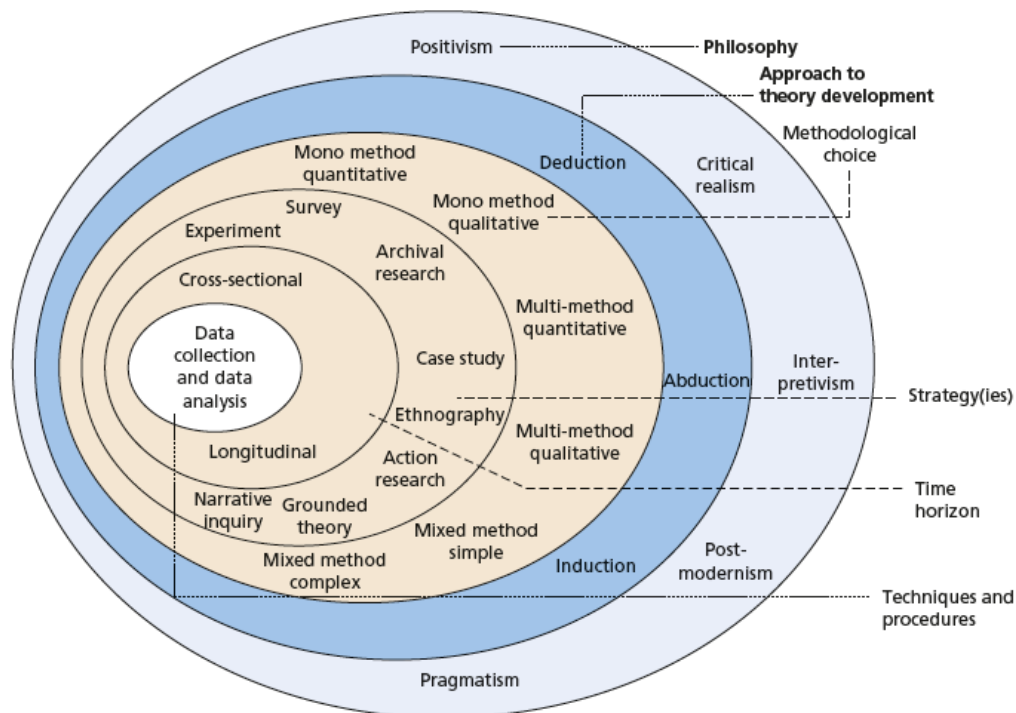 Positivism
Philosophy
Approach to
theory development
Methodological
choice
Deduction
Critical
realism
Mono method
quantitative
Mono method
qualitative
Survey
Experiment
Archival
research
Cross-sectional
Multi-method
quantitative
Data
collection
and data
analysis
Case study
Abduction
Inter-
pretivism
Strategy(ies)
Ethnography
Multi-method
qualitative
Longitudinal
Action
research
Time
horizon
Narrative
inquiry
Grounded
theory
Mixed method
simple
Mixed method
complex
Induction
Post-
modernism
Techniques and
procedures
Pragmatism